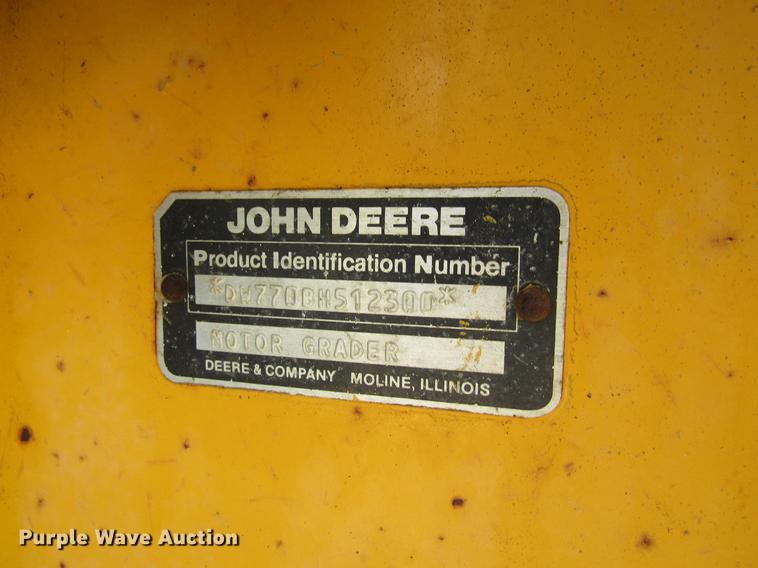 JOHN DEERE
Product Identification Number
*DW770BH512300*
MOTOR GRADER
DEERE & COMPANY MOLINE, ILLINOIS
Purple Wave Auction